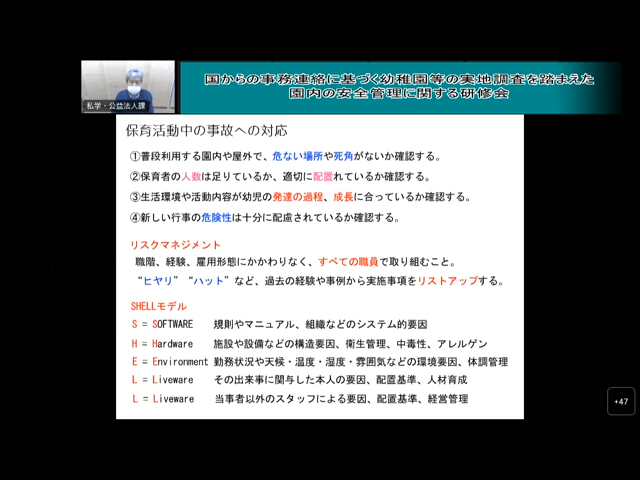 国からの事務連絡に基づく幼稚園等の実地調査を踏まえた
園内の安全管理に関する研修会
私学・公益法人課
保育活動中の事故への対応
①普段利用する園内や屋外で、危ない場所や死角がないか確認する。
②保育者の人数は足りているか、適切に配置れているか確認する。
③生活環境や活動内容が幼児の発達の過程、成長に合っているか確認する。
④新しい行事の危険性は十分に配慮されているか確認する。
リスクマネジメント
職階、経験、雇用形態にかかわりなく、すべての職員で取り組むこと。
“ヒヤリ” “ハット”など、過去の経験や事例から実施事項をリストアップする。
SHELLモデル
S = SOFTWARE 規則やマニュアル、組織などのシステム的要因
H = Hardware 施設や設備などの構造要因、衛生管理、中毒性、アレルゲン
E = Environment 勤務状況や天候・温度・湿度・雰囲気などの環境要因、体調管理
L = Liveware その出来事に関与した本人の要因、配置基準、人材育成
L = Liveware 当事者以外のスタッフによる要因、配置基準、経営管理
+47